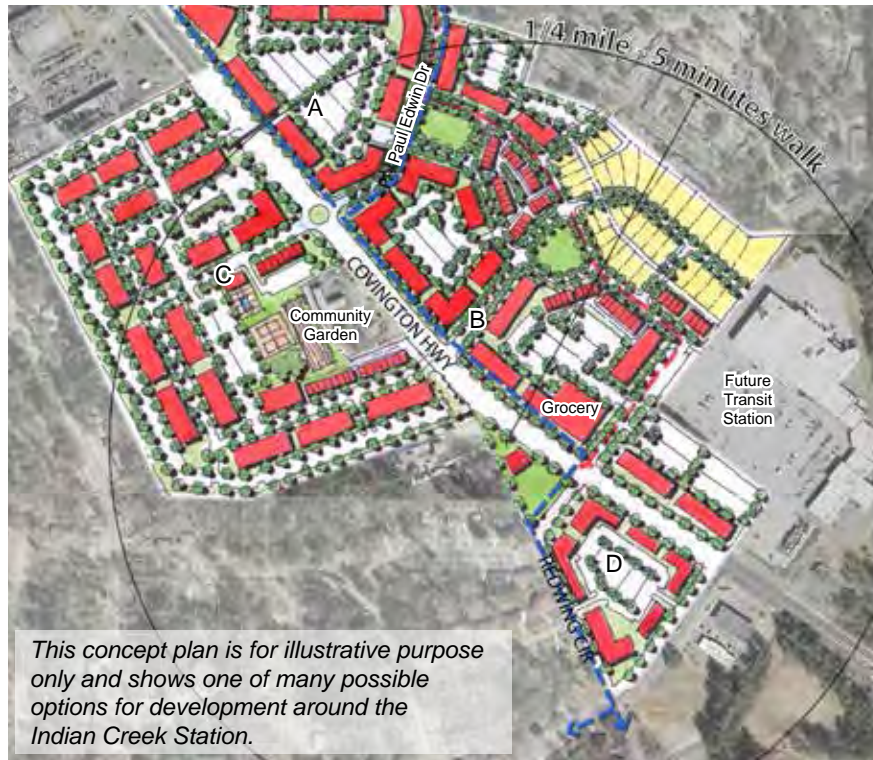 1/4 mile - 5 minutes walk
A
Paul Edwin Dr
C
COVINGTON HWY
Community
Garden
B
Grocery
Future
Transit
Station
D
REDWING CIR
This concept plan is for illustrative purpose
only and shows one of many possible
options for development around the
Indian Creek Station.